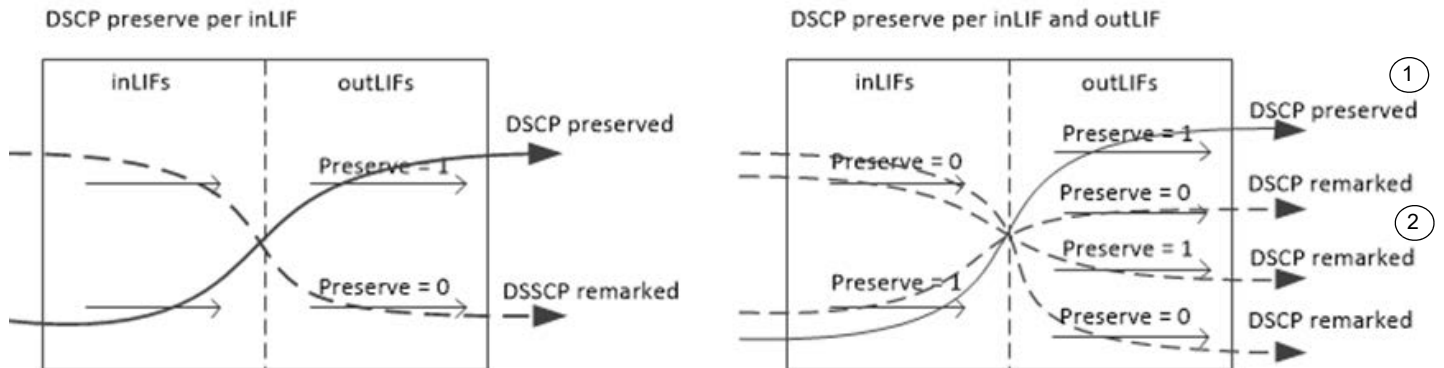 DSCP preserve per inLIF
inLIFs
outLIFs
DSCP preserved
Preserve = 1
Preserve = 0
DSSCP remarked
DSCP preserve per inLIF and outLIF
inLIFs
outLIFs
1
DSCP preserved
Preserve = 1
Preserve = 0
DSCP remarked
Preserve = 0
2
Preserve = 1
DSCP remarked
Preserve = 1
DSCP remarked
Preserve = 0